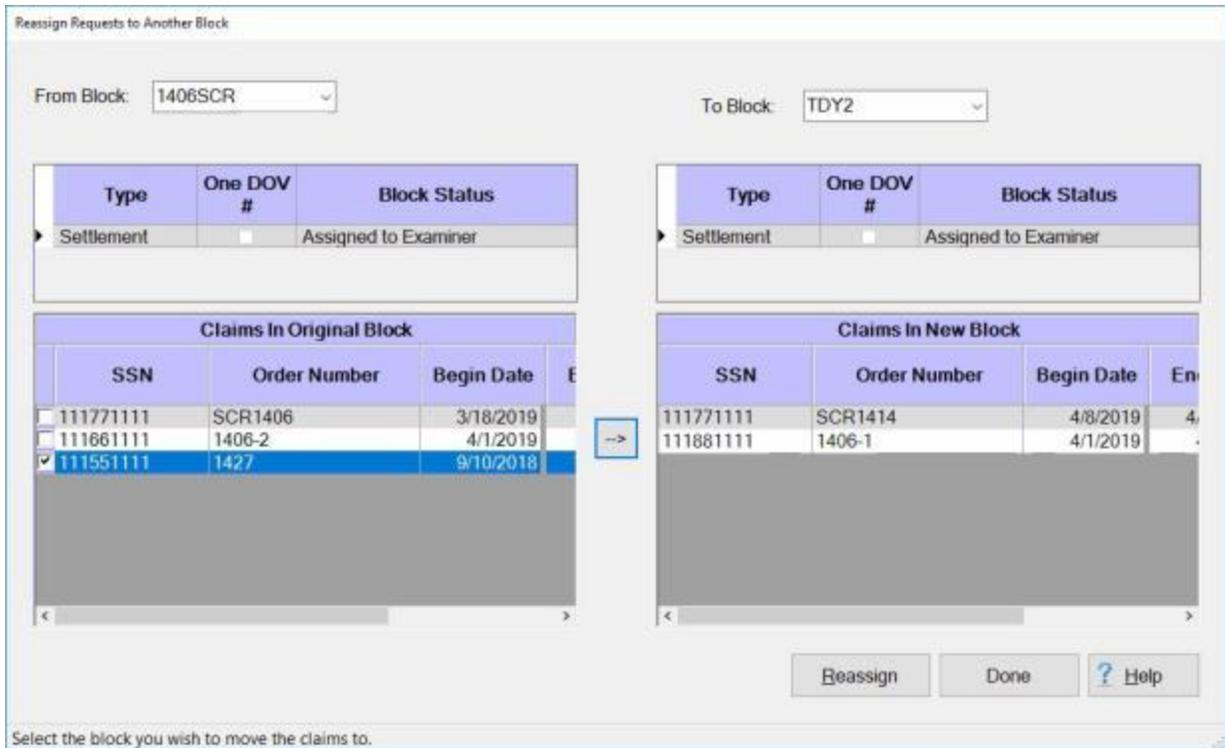 Reassign Requests to Another Block
From Block: 1406SCR
To Block: TDY2
Type One DOV # Block Status
Settlement Assigned to Examiner
Type One DOV # Block Status
Settlement Assigned to Examiner
Claims In Original Block
SSN Order Number Begin Date E
111771111 SCR1406 3/18/2019
111661111 1406-2 4/1/2019
111551111 1427 9/10/2018
-->
Claims In New Block
SSN Order Number Begin Date En
111771111 SCR1414 4/8/2019 4/
111881111 1406-1 4/1/2019
Reassign Done ? Help
Select the block you wish to move the claims to.